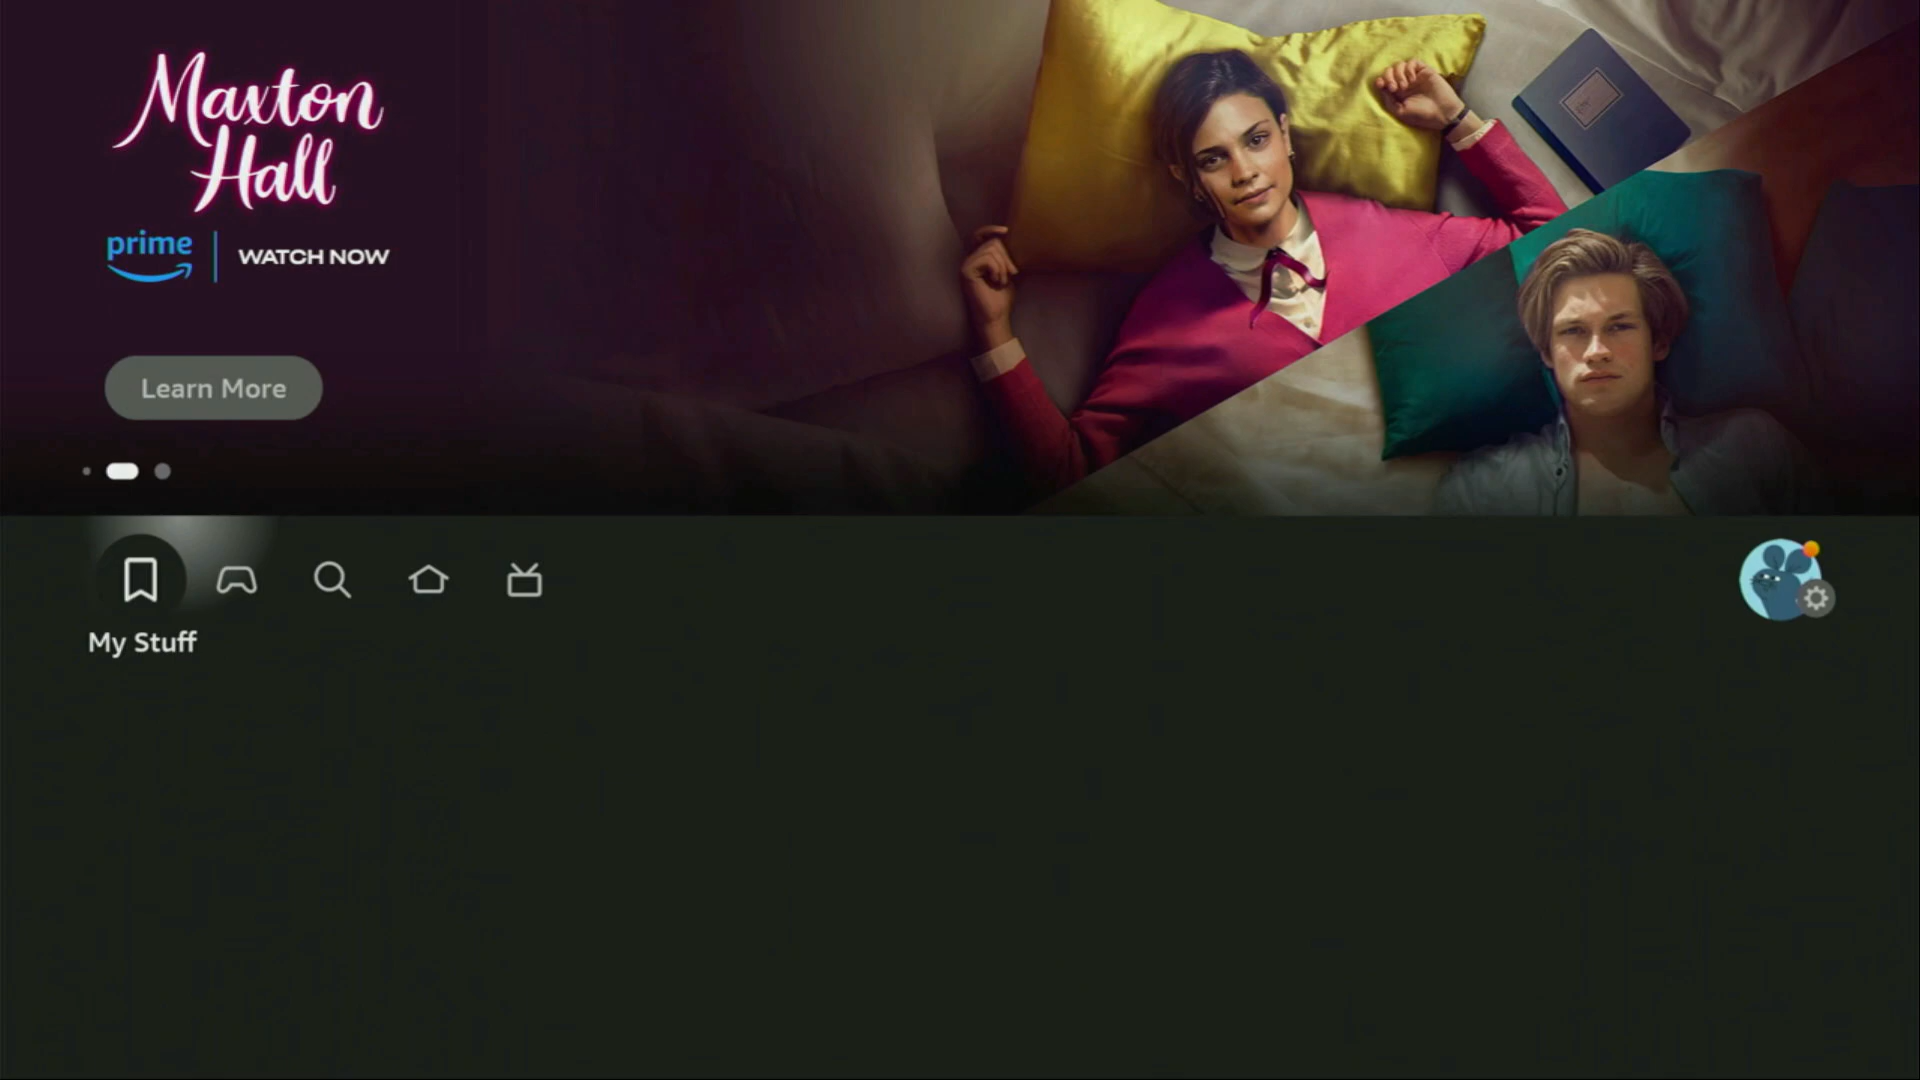 Maxton
Hall
prime
WATCH NOW
Learn More
My Stuff